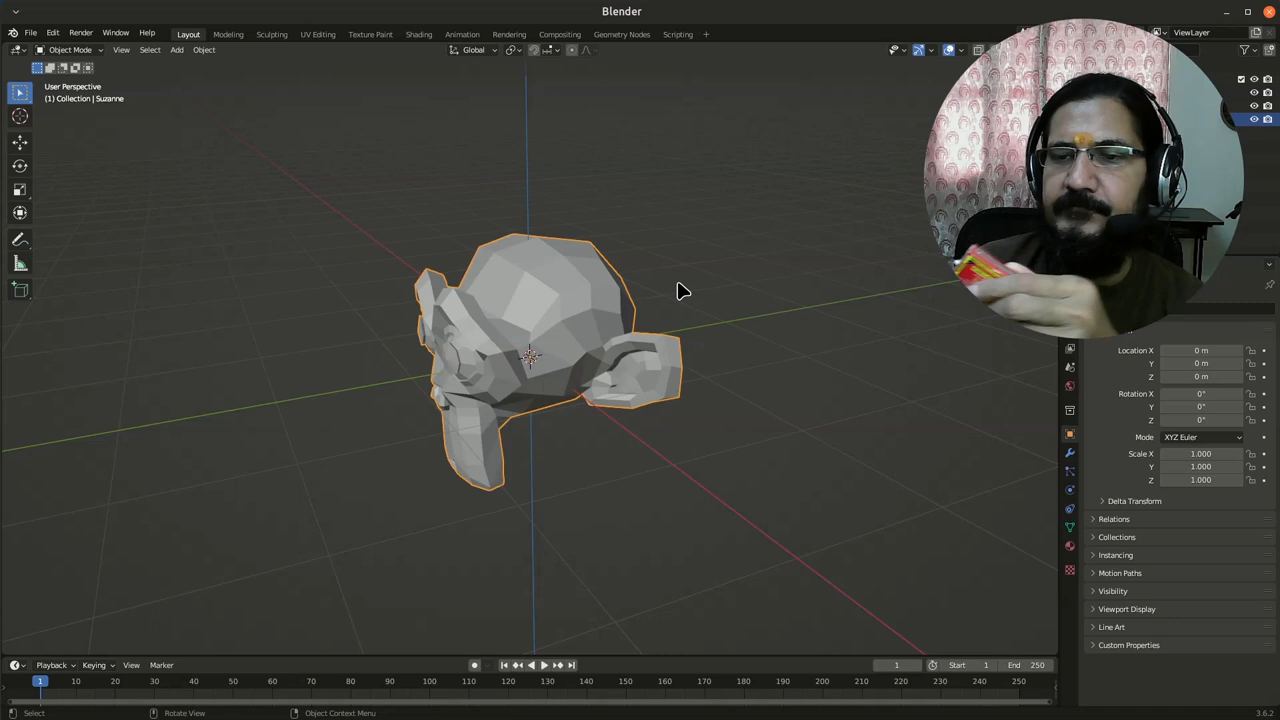 Blender
File Edit Render Window Help Layout Modeling Sculpting UV Editing Texture Paint Shading Animation Rendering Compositing Geometry Nodes Scripting + ViewLayer
Object Mode View Select Add Object Global
User Perspective
(1) Collection | Suzanne
Location X 0 m
Y 0 m
Z 0 m
Rotation X 0°
Y 0°
Z 0°
Mode XYZ Euler
Scale X 1.000
Y 1.000
Z 1.000
Delta Transform
Relations
Collections
Instancing
Motion Paths
Visibility
Viewport Display
Line Art
Custom Properties
Playback Keying View Marker 1 Start 1 End 250
1 10 20 30 40 50 60 70 80 90 100 110 120 130 140 150 160 170 180 190 200 210 220 230 240 250
Select Rotate View Object Context Menu 3.6.2